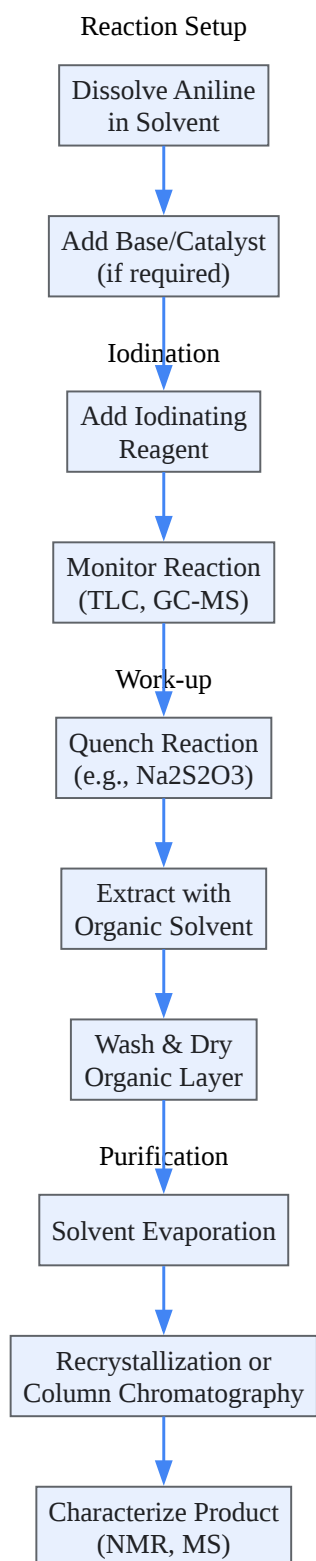 Reaction Setup
Dissolve Aniline
in Solvent
Add Base/Catalyst
(if required)
Iodination
Add Iodinating
Reagent
Monitor Reaction
(TLC, GC-MS)
Work-up
Quench Reaction
(e.g., Na2S2O3)
Extract with
Organic Solvent
Wash & Dry
Organic Layer
Purification
Solvent Evaporation
Recrystallization or
Column Chromatography
Characterize Product
(NMR, MS)